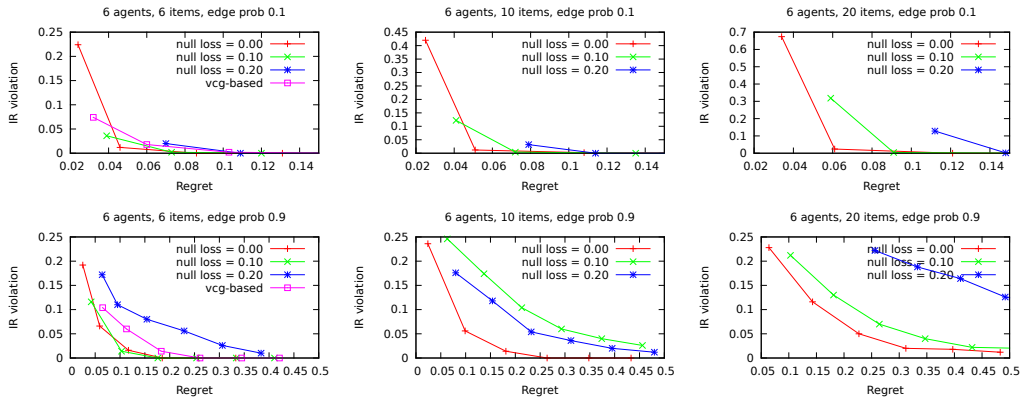 6 agents, 6 items, edge prob 0.1
IR violation
0.25
0.2
0.15
0.1
0.05
0
null loss = 0.00
null loss = 0.10
null loss = 0.20
vcg-based
0.02 0.04 0.06 0.08 0.1 0.12 0.14
Regret
6 agents, 10 items, edge prob 0.1
IR violation
0.45
0.4
0.35
0.3
0.25
0.2
0.15
0.1
0.05
0
null loss = 0.00
null loss = 0.10
null loss = 0.20
0.02 0.04 0.06 0.08 0.1 0.12 0.14
Regret
6 agents, 20 items, edge prob 0.1
IR violation
0.7
0.6
0.5
0.4
0.3
0.2
0.1
0
null loss = 0.00
null loss = 0.10
null loss = 0.20
0.02 0.04 0.06 0.08 0.1 0.12 0.14
Regret
6 agents, 6 items, edge prob 0.9
IR violation
0.25
0.2
0.15
0.1
0.05
0
null loss = 0.00
null loss = 0.10
null loss = 0.20
vcg-based
0 0.05 0.1 0.15 0.2 0.25 0.3 0.35 0.4 0.45 0.5
Regret
6 agents, 10 items, edge prob 0.9
IR violation
0.25
0.2
0.15
0.1
0.05
0
null loss = 0.00
null loss = 0.10
null loss = 0.20
0 0.05 0.1 0.15 0.2 0.25 0.3 0.35 0.4 0.45 0.5
Regret
6 agents, 20 items, edge prob 0.9
IR violation
0.25
0.2
0.15
0.1
0.05
0
null loss = 0.00
null loss = 0.10
null loss = 0.20
0.05 0.1 0.15 0.2 0.25 0.3 0.35 0.4 0.45 0.5
Regret